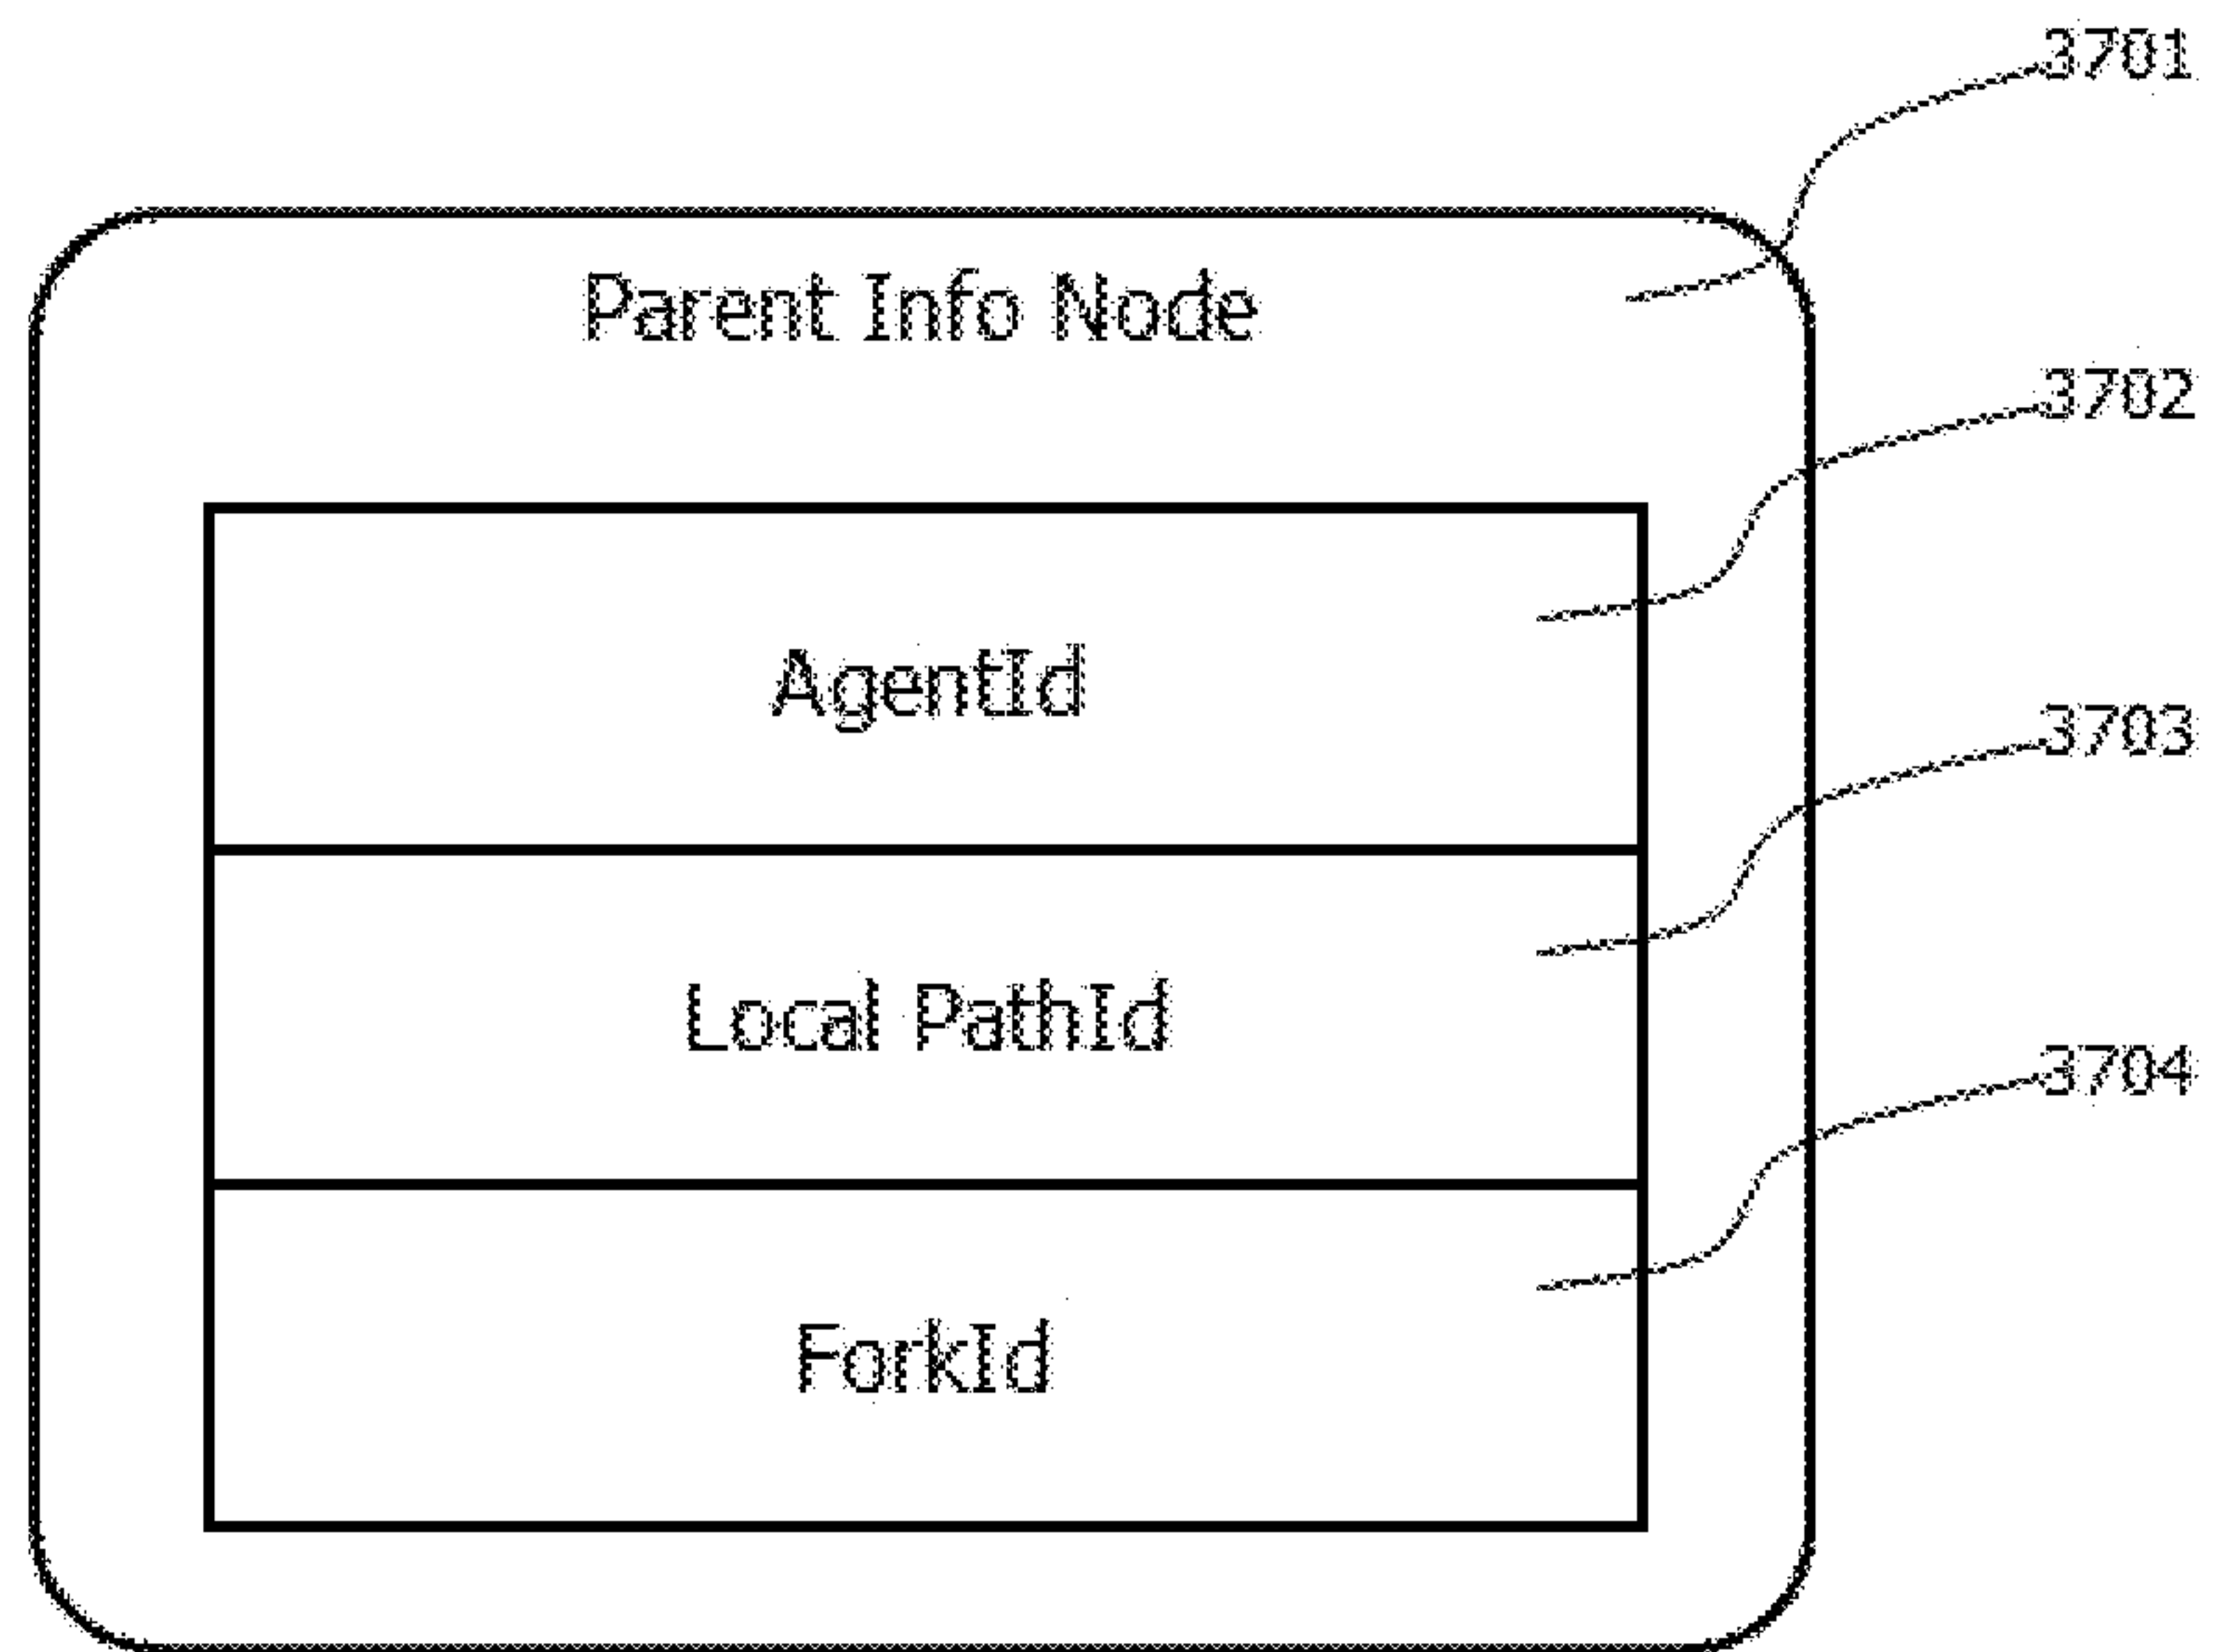 3701
Parent Info Node
3702
AgentId
3703
Local PathId
3704
ForkId